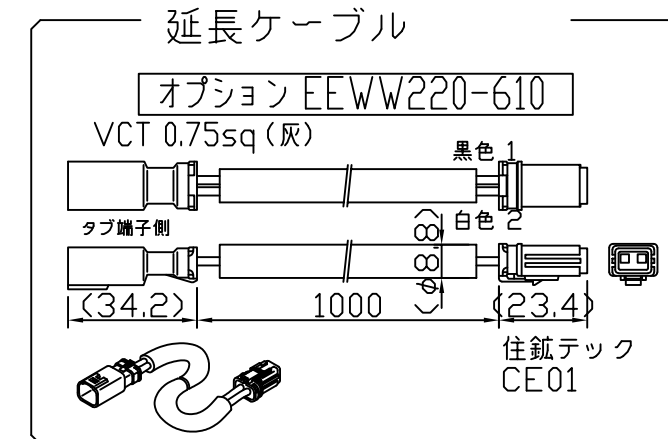 延長ケーブル
オプション EEWW220-610
VCT 0.75sq (灰)
黒色 1
タブ端子側
白色 2
(φ8.8)
(34.2)
1000
(23.4)
住鉱テック
CE01